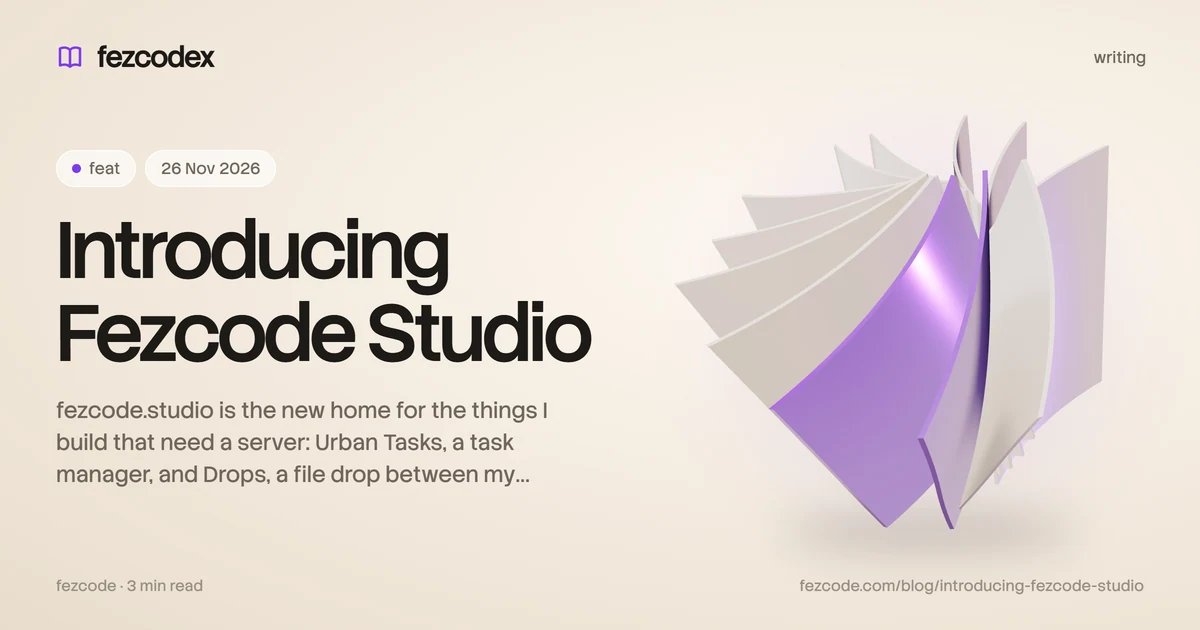 fezcodex
writing
feat
26 Nov 2026
Introducing
Fezcode Studio
fezcode.studio is the new home for the things I
build that need a server: Urban Tasks, a task
manager, and Drops, a file drop between my...
fezcode · 3 min read
fezcode.com/blog/introducing-fezcode-studio